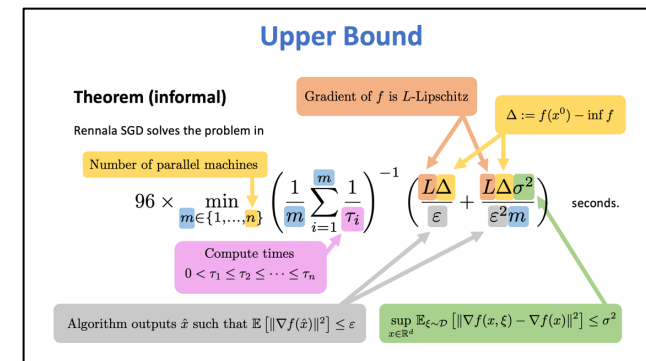 Upper Bound
Theorem (informal)
Gradient of f is L-Lipschitz
Δ := f(x⁰) − inf f
Rennala SGD solves the problem in
Number of parallel machines
96 × min_{m∈{1,...,n}} (1/m ∑_{i=1}^{m} 1/τ_i)^{−1} (LΔ/ε + LΔσ²/(ε²m)) seconds.
Compute times
0 < τ₁ ≤ τ₂ ≤ ⋯ ≤ τₙ
Algorithm outputs x̂ such that 𝔼[‖∇f(x̂)‖²] ≤ ε
sup_{x∈ℝ^d} 𝔼_{ξ∼𝒟}[‖∇f(x, ξ) − ∇f(x)‖²] ≤ σ²